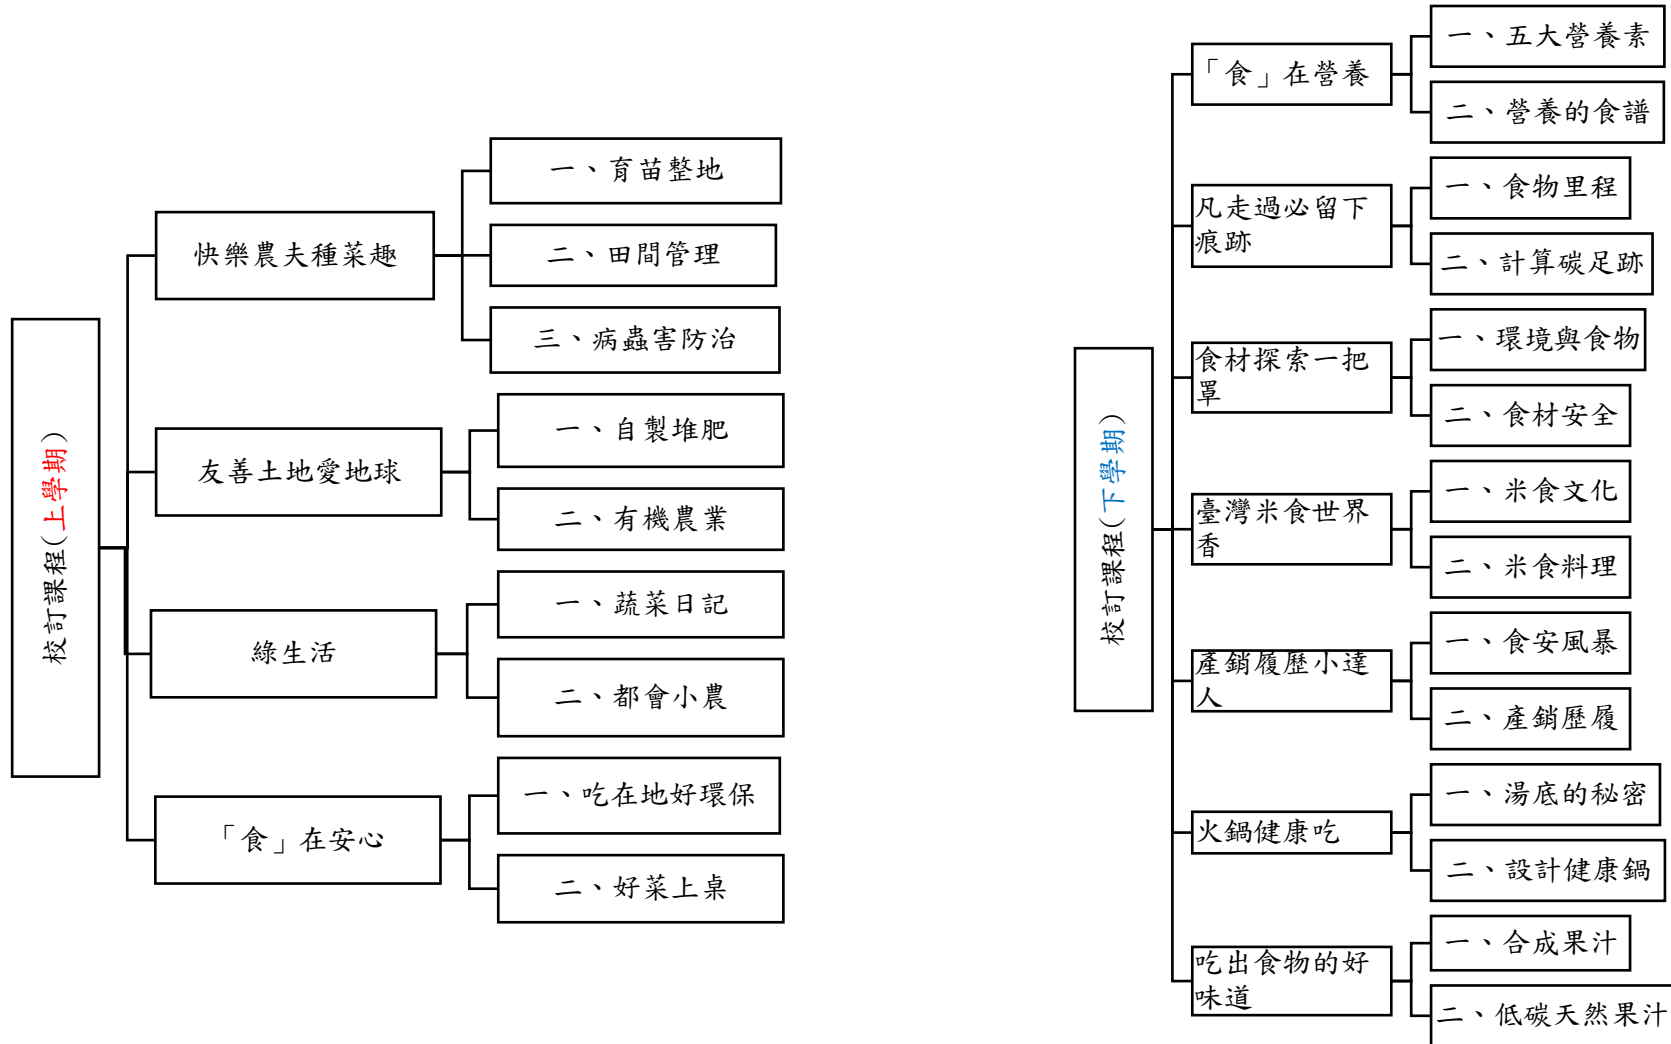 校訂課程(上學期)
快樂農夫種菜趣
一、育苗整地
二、田間管理
三、病蟲害防治
友善土地愛地球
一、自製堆肥
二、有機農業
綠生活
一、蔬菜日記
二、都會小農
「食」在安心
一、吃在地好環保
二、好菜上桌
校訂課程(下學期)
「食」在營養
一、五大營養素
二、營養的食譜
凡走過必留下
痕跡
一、食物里程
二、計算碳足跡
食材探索一把
罩
一、環境與食物
二、食材安全
臺灣米食世界
香
一、米食文化
二、米食料理
產銷履歷小達
人
一、食安風暴
二、產銷歷履
火鍋健康吃
一、湯底的秘密
二、設計健康鍋
吃出食物的好
味道
一、合成果汁
二、低碳天然果汁